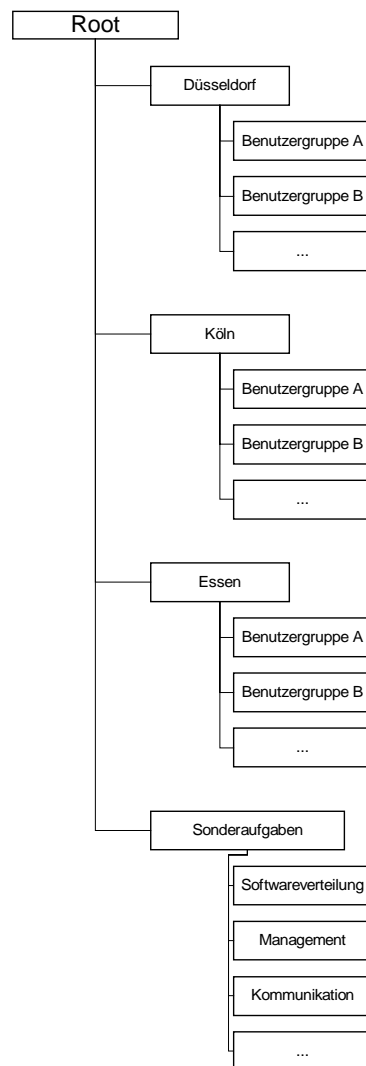 Root
Düsseldorf
Benutzergruppe A
Benutzergruppe B
...
Köln
Benutzergruppe A
Benutzergruppe B
...
Essen
Benutzergruppe A
Benutzergruppe B
...
Sonderaufgaben
Softwareverteilung
Management
Kommunikation
...